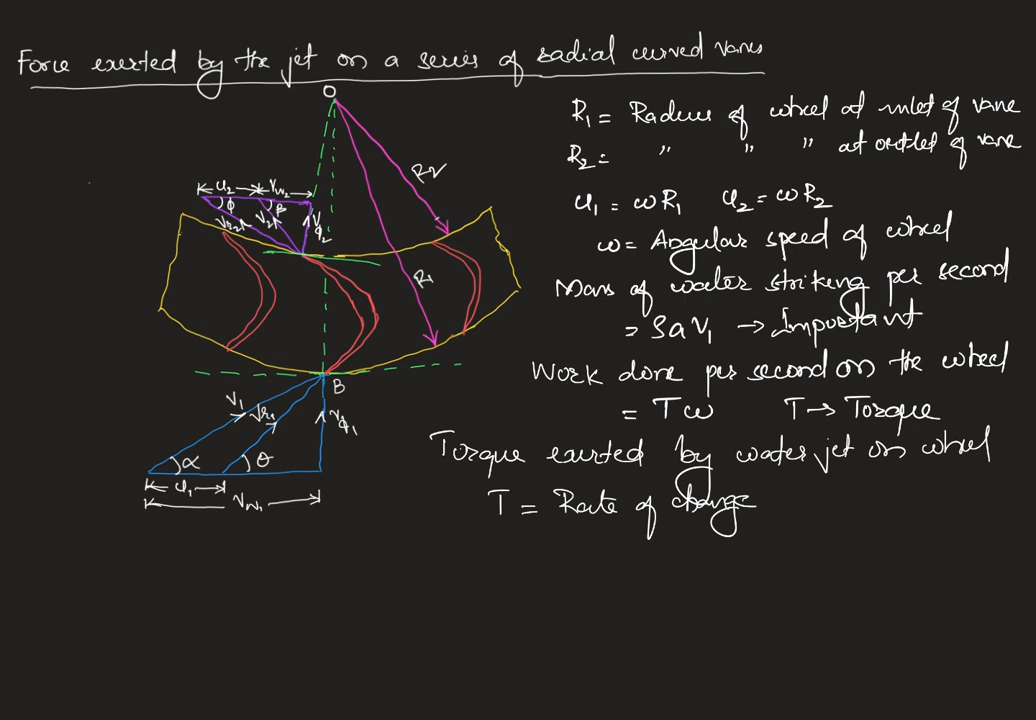 Force exerted by the jet on a series of radial curved vanes
O
R₁ = Radius of wheel at inlet of vane
R₂ = " " " at outlet of vane
u₁ = ωR₁ u₂ = ωR₂
ω = Angular speed of wheel
Mass of water striking per second
= ρaV₁ → Important
Work done per second on the wheel
= Tω T → Torque
Torque exerted by water jet on wheel
T = Rate of change
u₂ Vw₂
ϕ β
Vr₂ V₂ Vf₂
R₂
R₁
B
V₁ Vr₁ Vf₁
α θ
u₁
Vw₁